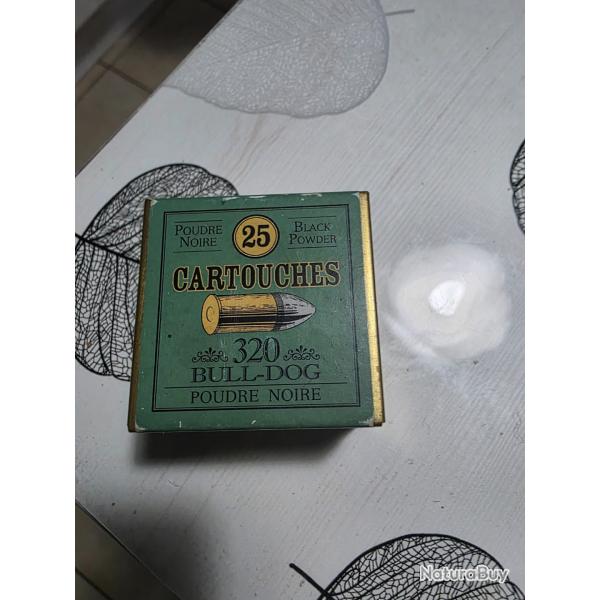 POUDRE NOIRE
25
BLACK POWDER
CARTOUCHES
320
BULL-DOG
POUDRE NOIRE
NaturaBuy